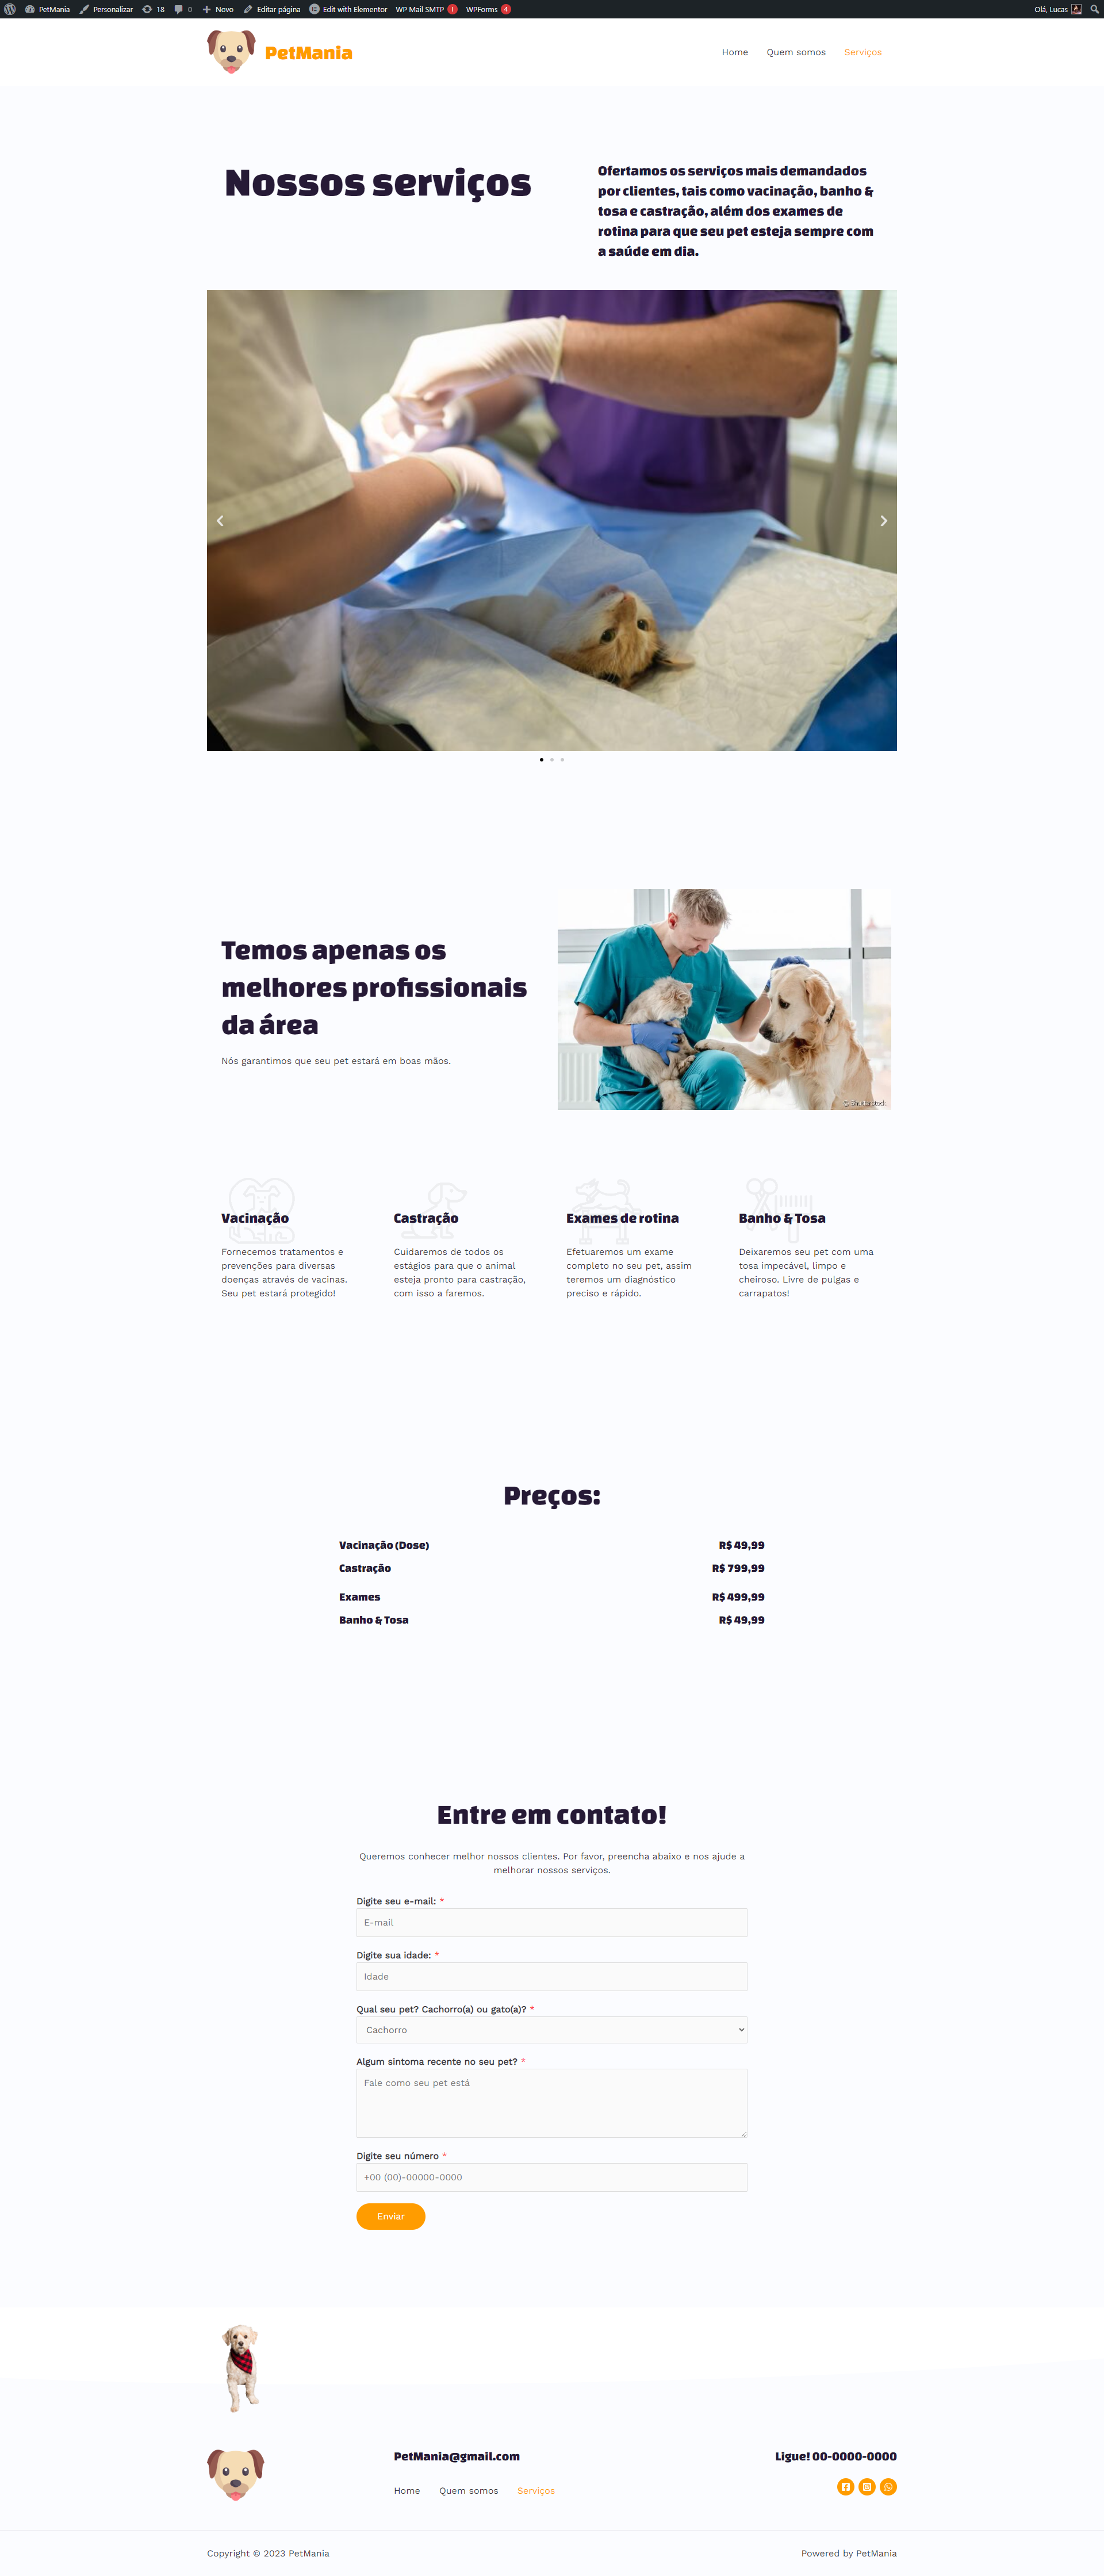 PetMania
Personalizar
18
0
Novo
Editar página
Edit with Elementor
WP Mail SMTP !
WPForms 4
Olá, Lucas
PetMania
Home Quem somos Serviços
Nossos serviços
Ofertamos os serviços mais demandados
por clientes, tais como vacinação, banho &
tosa e castração, além dos exames de
rotina para que seu pet esteja sempre com
a saúde em dia.
Temos apenas os
melhores profissionais
da área
Nós garantimos que seu pet estará em boas mãos.
© Shutterstock
Vacinação
Fornecemos tratamentos e
prevenções para diversas
doenças através de vacinas.
Seu pet estará protegido!
Castração
Cuidaremos de todos os
estágios para que o animal
esteja pronto para castração,
com isso a faremos.
Exames de rotina
Efetuaremos um exame
completo no seu pet, assim
teremos um diagnóstico
preciso e rápido.
Banho & Tosa
Deixaremos seu pet com uma
tosa impecável, limpo e
cheiroso. Livre de pulgas e
carrapatos!
Preços:
Vacinação (Dose) R$ 49,99
Castração R$ 799,99
Exames R$ 499,99
Banho & Tosa R$ 49,99
Entre em contato!
Queremos conhecer melhor nossos clientes. Por favor, preencha abaixo e nos ajude a
melhorar nossos serviços.
Digite seu e-mail: *
E-mail
Digite sua idade: *
Idade
Qual seu pet? Cachorro(a) ou gato(a)? *
Cachorro
Algum sintoma recente no seu pet? *
Fale como seu pet está
Digite seu número *
+00 (00)-00000-0000
Enviar
PetMania@gmail.com
Home Quem somos Serviços
Ligue! 00-0000-0000
Copyright © 2023 PetMania
Powered by PetMania